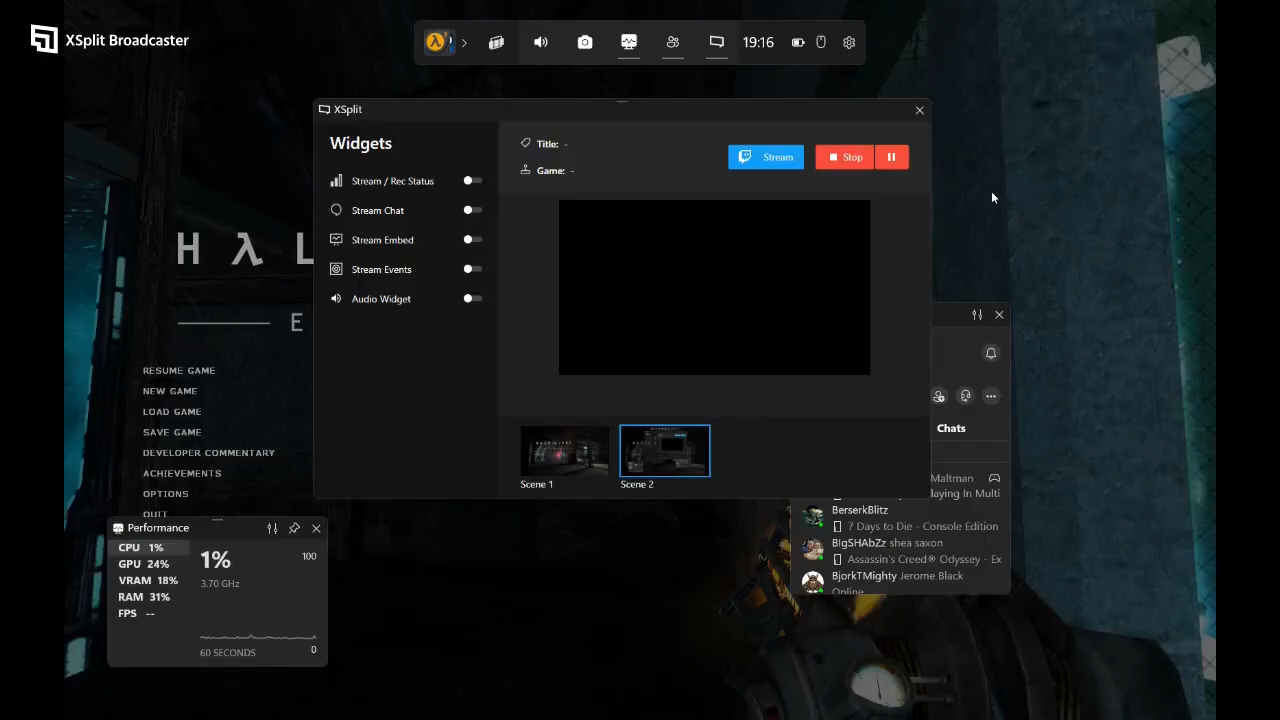 XSplit Broadcaster
19:16
XSplit
Widgets
Stream / Rec Status
Stream Chat
Stream Embed
Stream Events
Audio Widget
Title: -
Game: -
Stream
Stop
Scene 1
Scene 2
H λ L
E
RESUME GAME
NEW GAME
LOAD GAME
SAVE GAME
DEVELOPER COMMENTARY
ACHIEVEMENTS
OPTIONS
QUIT
Performance
CPU 1%
GPU 24%
VRAM 18%
RAM 31%
FPS --
1%
3.70 GHz
100
60 SECONDS
0
Chats
Maltman
laying In Multi
BerserkBlitz
7 Days to Die - Console Edition
BIgSHAbZz shea saxon
Assassin's Creed® Odyssey - Ex
BjorkTMighty Jerome Black
Online